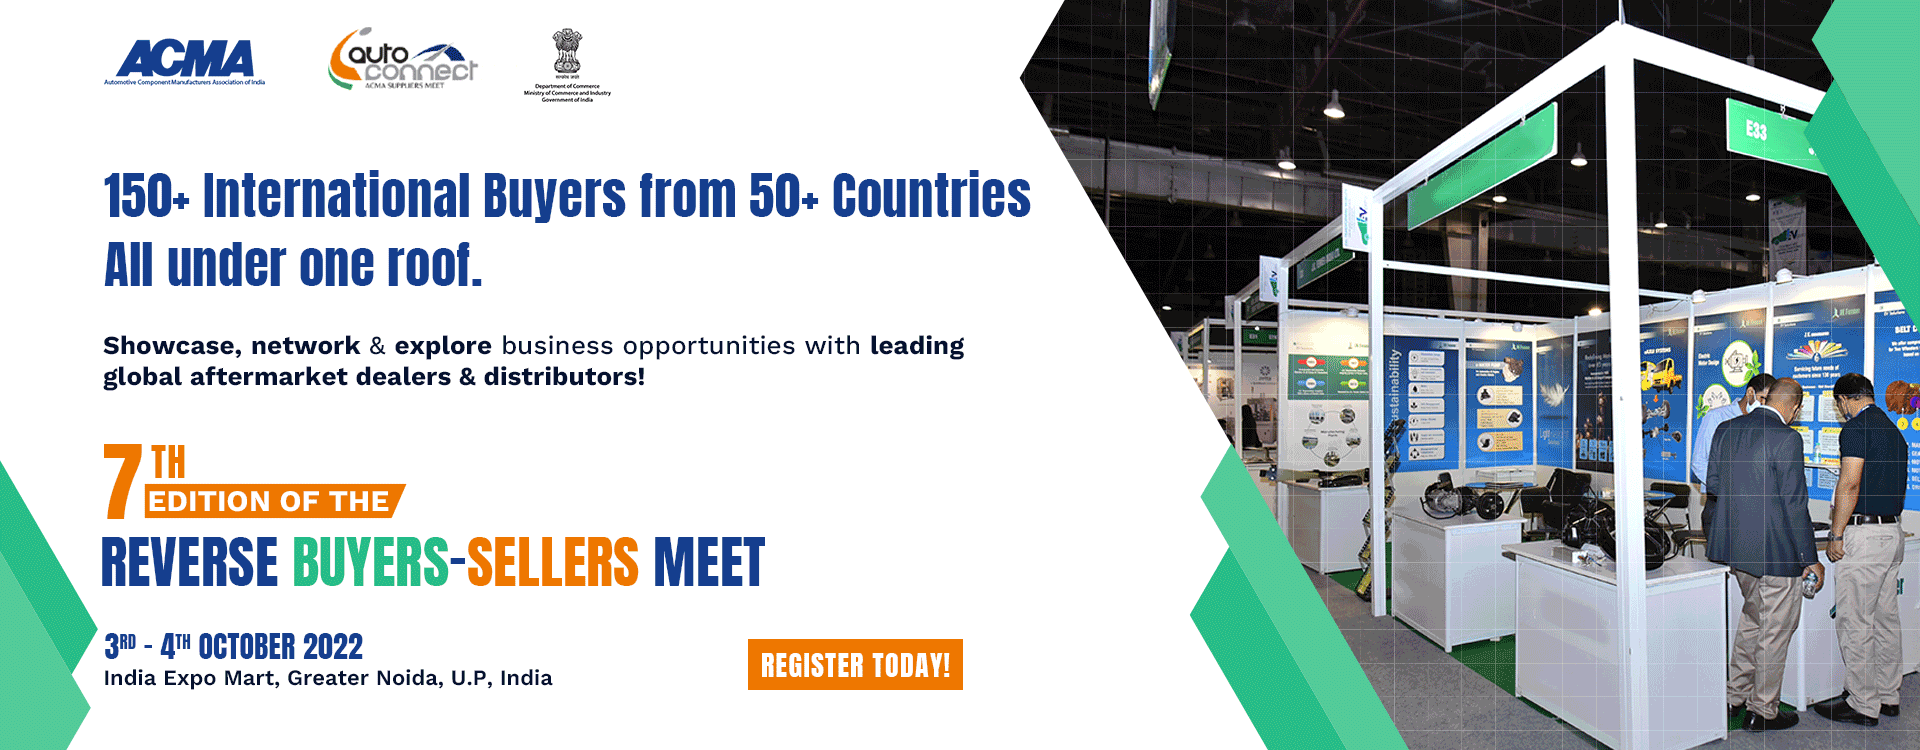 ACMA
Automotive Component Manufacturers Association of India
auto
connect
ACMA SUPPLIERS MEET
सत्यमेव जयते
Department of Commerce
Ministry of Commerce and Industry
Government of India
150+ International Buyers from 50+ Countries
All under one roof.
Showcase, network & explore business opportunities with leading
global aftermarket dealers & distributors!
7TH
EDITION OF THE
REVERSE BUYERS-SELLERS MEET
3RD - 4TH OCTOBER 2022
India Expo Mart, Greater Noida, U.P, India
REGISTER TODAY!
E33
Sustainability